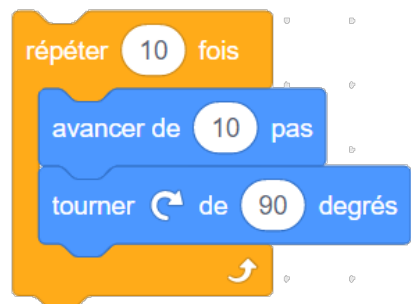 répéter 10 fois
avancer de 10 pas
tourner de 90 degrés